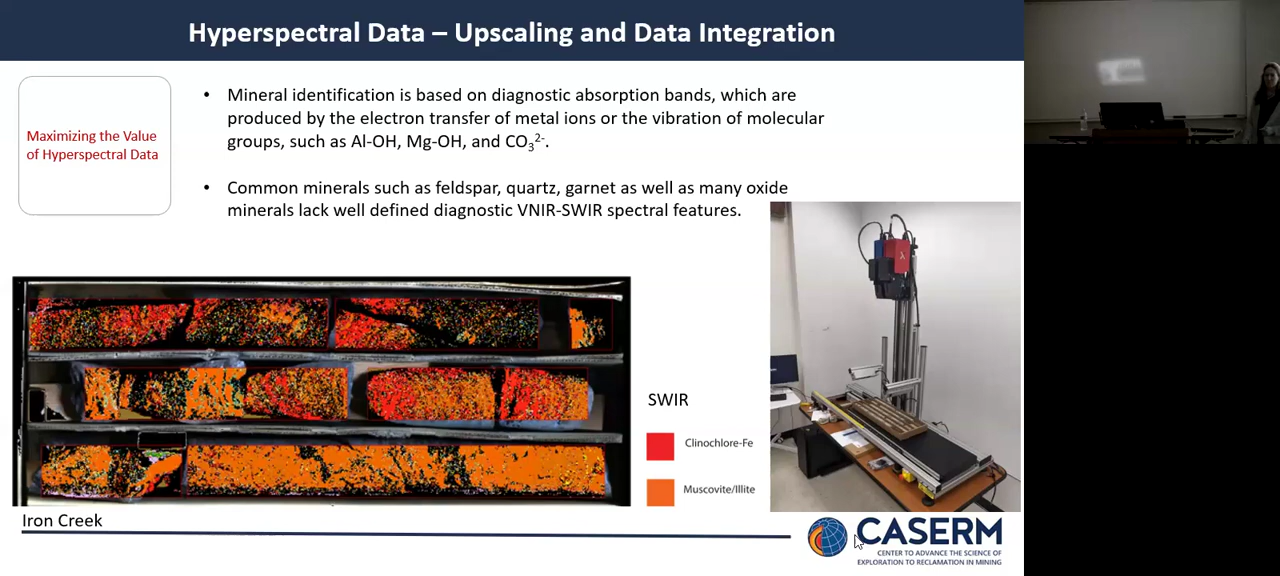 Hyperspectral Data – Upscaling and Data Integration
Maximizing the Value
of Hyperspectral Data
• Mineral identification is based on diagnostic absorption bands, which are
produced by the electron transfer of metal ions or the vibration of molecular
groups, such as Al-OH, Mg-OH, and CO₃²⁻.
• Common minerals such as feldspar, quartz, garnet as well as many oxide
minerals lack well defined diagnostic VNIR-SWIR spectral features.
SWIR
Clinochlore-Fe
Muscovite/Illite
Iron Creek
CASERM
CENTER TO ADVANCE THE SCIENCE OF
EXPLORATION TO RECLAMATION IN MINING